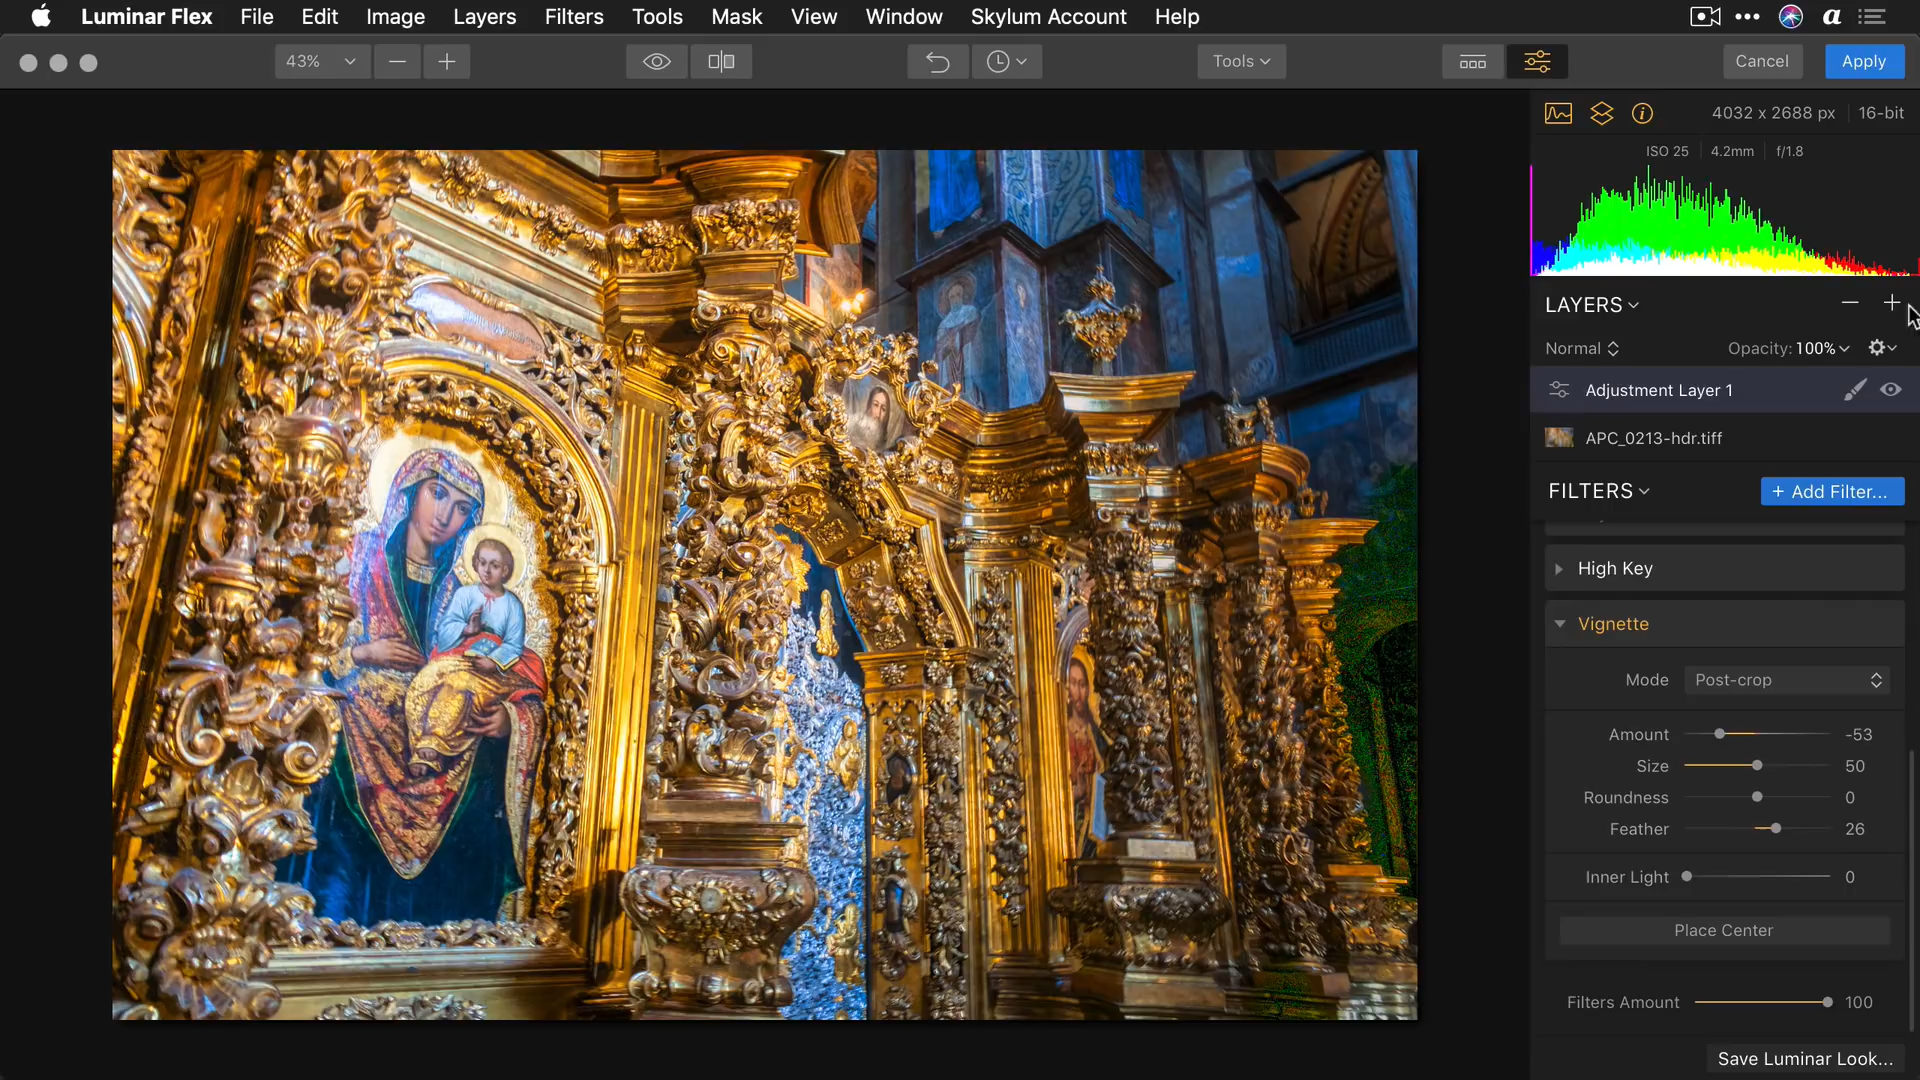 Luminar Flex File Edit Image Layers Filters Tools Mask View Window Skylum Account Help
43% Tools Cancel Apply
4032 x 2688 px 16-bit
ISO 25 4.2mm f/1.8
LAYERS
Normal Opacity: 100%
Adjustment Layer 1
APC_0213-hdr.tiff
FILTERS + Add Filter...
High Key
Vignette
Mode Post-crop
Amount -53
Size 50
Roundness 0
Feather 26
Inner Light 0
Place Center
Filters Amount 100
Save Luminar Look...